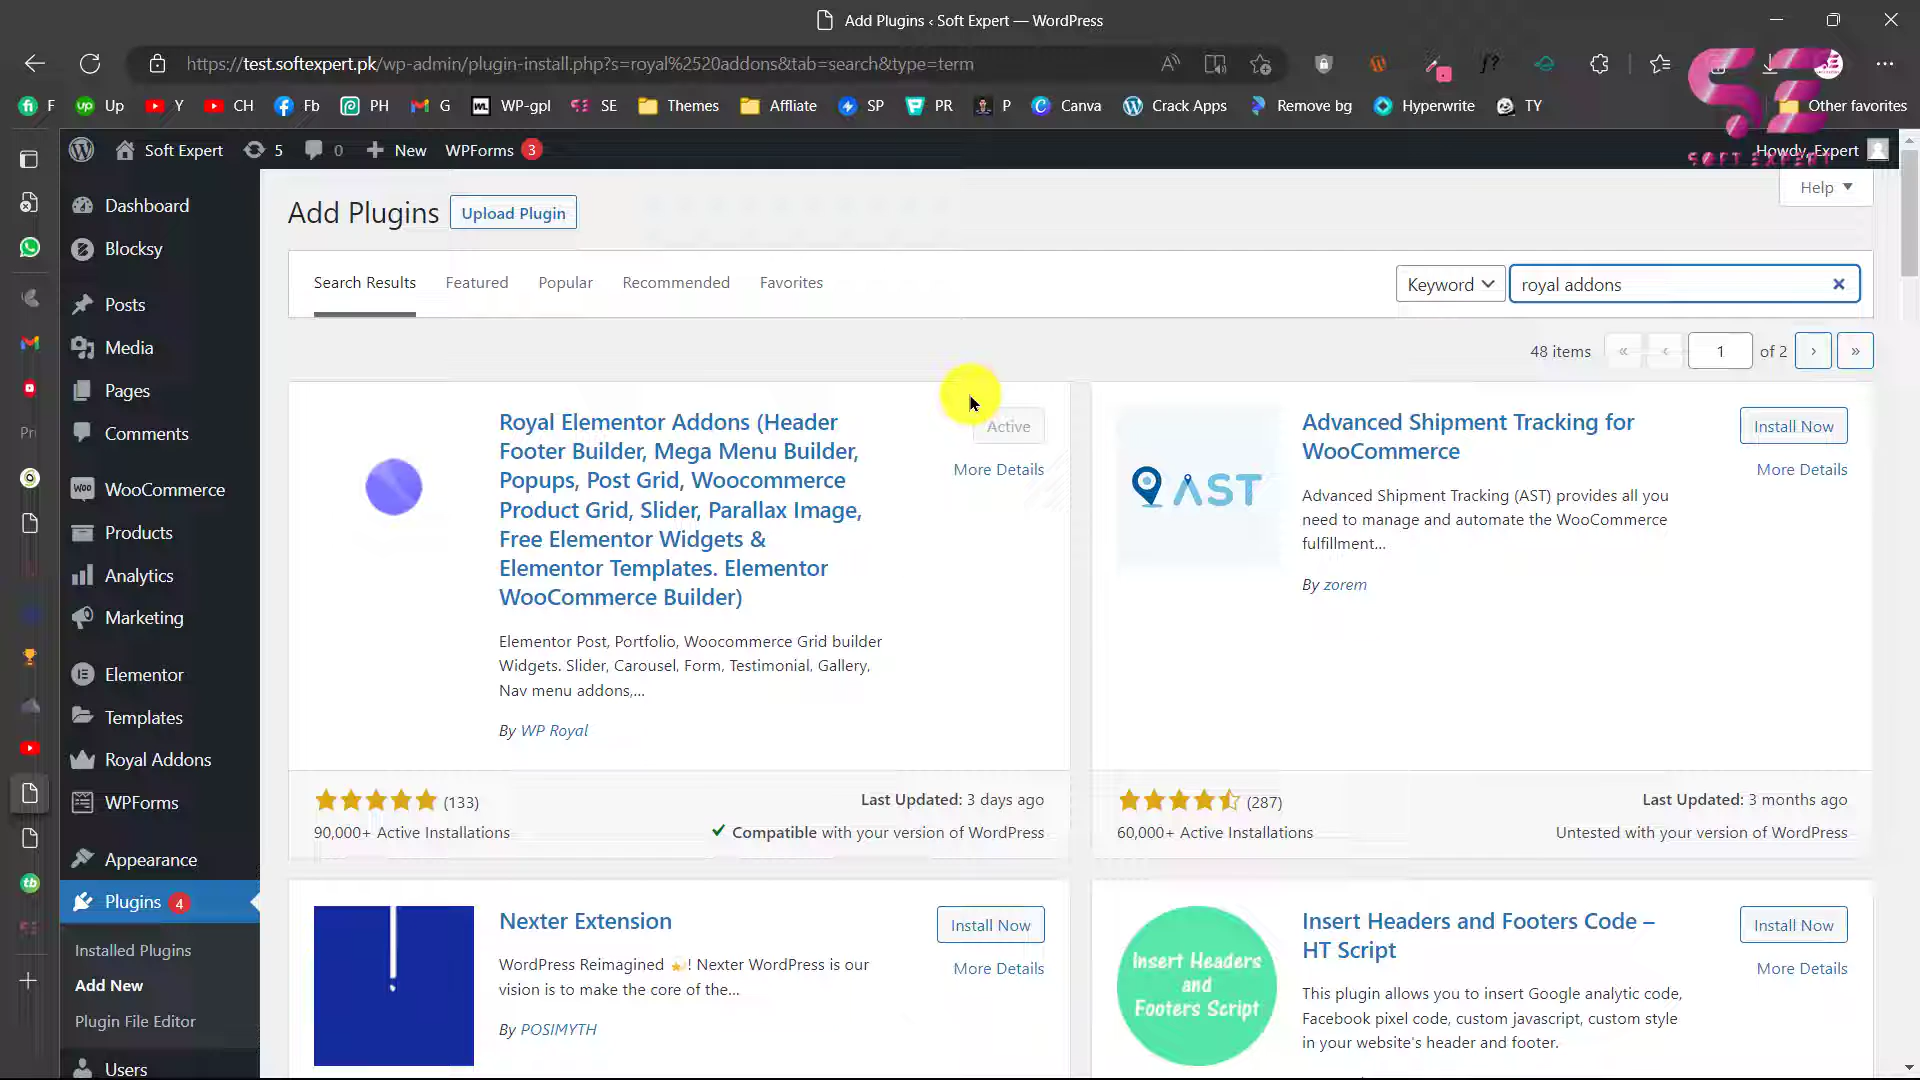 Add Plugins ‹ Soft Expert — WordPress
https://test.softexpert.pk/wp-admin/plugin-install.php?s=royal%2520addons&tab=search&type=term
F Up Y CH Fb PH G WP-gpl SE Themes Affliate SP PR P Canva Crack Apps Remove bg Hyperwrite TY Other favorites
SOFT EXPERT
Soft Expert 5 0 New WPForms 3 Howdy, Expert
Help
Dashboard
Blocksy
Posts
Media
Pages
Comments
WooCommerce
Products
Analytics
Marketing
Elementor
Templates
Royal Addons
WPForms
Appearance
Plugins 4
Installed Plugins
Add New
Plugin File Editor
Users
Add Plugins Upload Plugin
Search Results Featured Popular Recommended Favorites Keyword royal addons
48 items « ‹ 1 of 2 › »
Royal Elementor Addons (Header
Footer Builder, Mega Menu Builder,
Popups, Post Grid, Woocommerce
Product Grid, Slider, Parallax Image,
Free Elementor Widgets &
Elementor Templates. Elementor
WooCommerce Builder)
Active
More Details
Elementor Post, Portfolio, Woocommerce Grid builder
Widgets. Slider, Carousel, Form, Testimonial, Gallery,
Nav menu addons,...
By WP Royal
(133)
90,000+ Active Installations
Last Updated: 3 days ago
Compatible with your version of WordPress
AST
Advanced Shipment Tracking for
WooCommerce
Install Now
More Details
Advanced Shipment Tracking (AST) provides all you
need to manage and automate the WooCommerce
fulfillment...
By zorem
(287)
60,000+ Active Installations
Last Updated: 3 months ago
Untested with your version of WordPress
Nexter Extension
Install Now
More Details
WordPress Reimagined 💫! Nexter WordPress is our
vision is to make the core of the...
By POSIMYTH
Insert Headers
and
Footers Script
Insert Headers and Footers Code –
HT Script
Install Now
More Details
This plugin allows you to insert Google analytic code,
Facebook pixel code, custom javascript, custom style
in your website's header and footer.